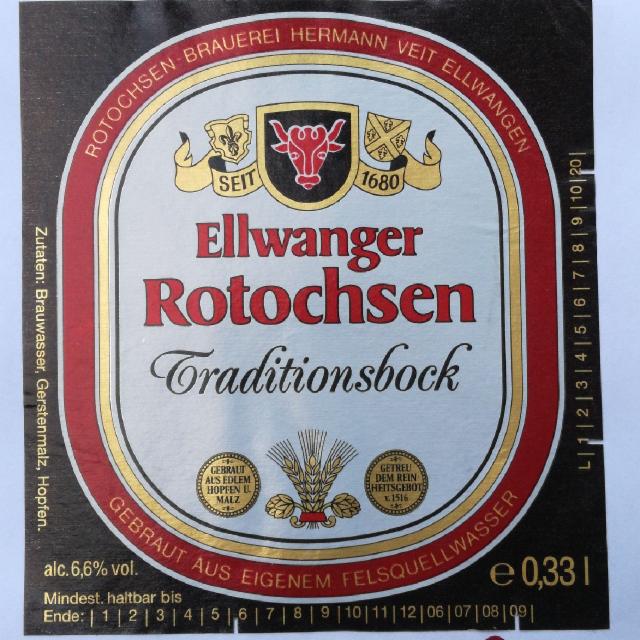 ROTOCHSEN-BRAUEREI HERMANN VEIT ELLWANGEN
SEIT 1680
Ellwanger
Rotochsen
Traditionsbock
GEBRAUT
AUS EDLEM
HOPFEN U.
MALZ
GETREU
DEM REIN
HEITSGEBOT
v. 1516
GEBRAUT AUS EIGENEM FELSQUELLWASSER
Zutaten: Brauwasser, Gerstenmalz, Hopfen.
L | 1 | 2 | 3 | 4 | 5 | 6 | 7 | 8 | 9 | 10 | 20 |
alc. 6,6% vol.
e 0,33 l
Mindest. haltbar bis
Ende: | 1 | 2 | 3 | 4 | 5 | 6 | 7 | 8 | 9 | 10 | 11 | 12 | 06 | 07 | 08 | 09 |